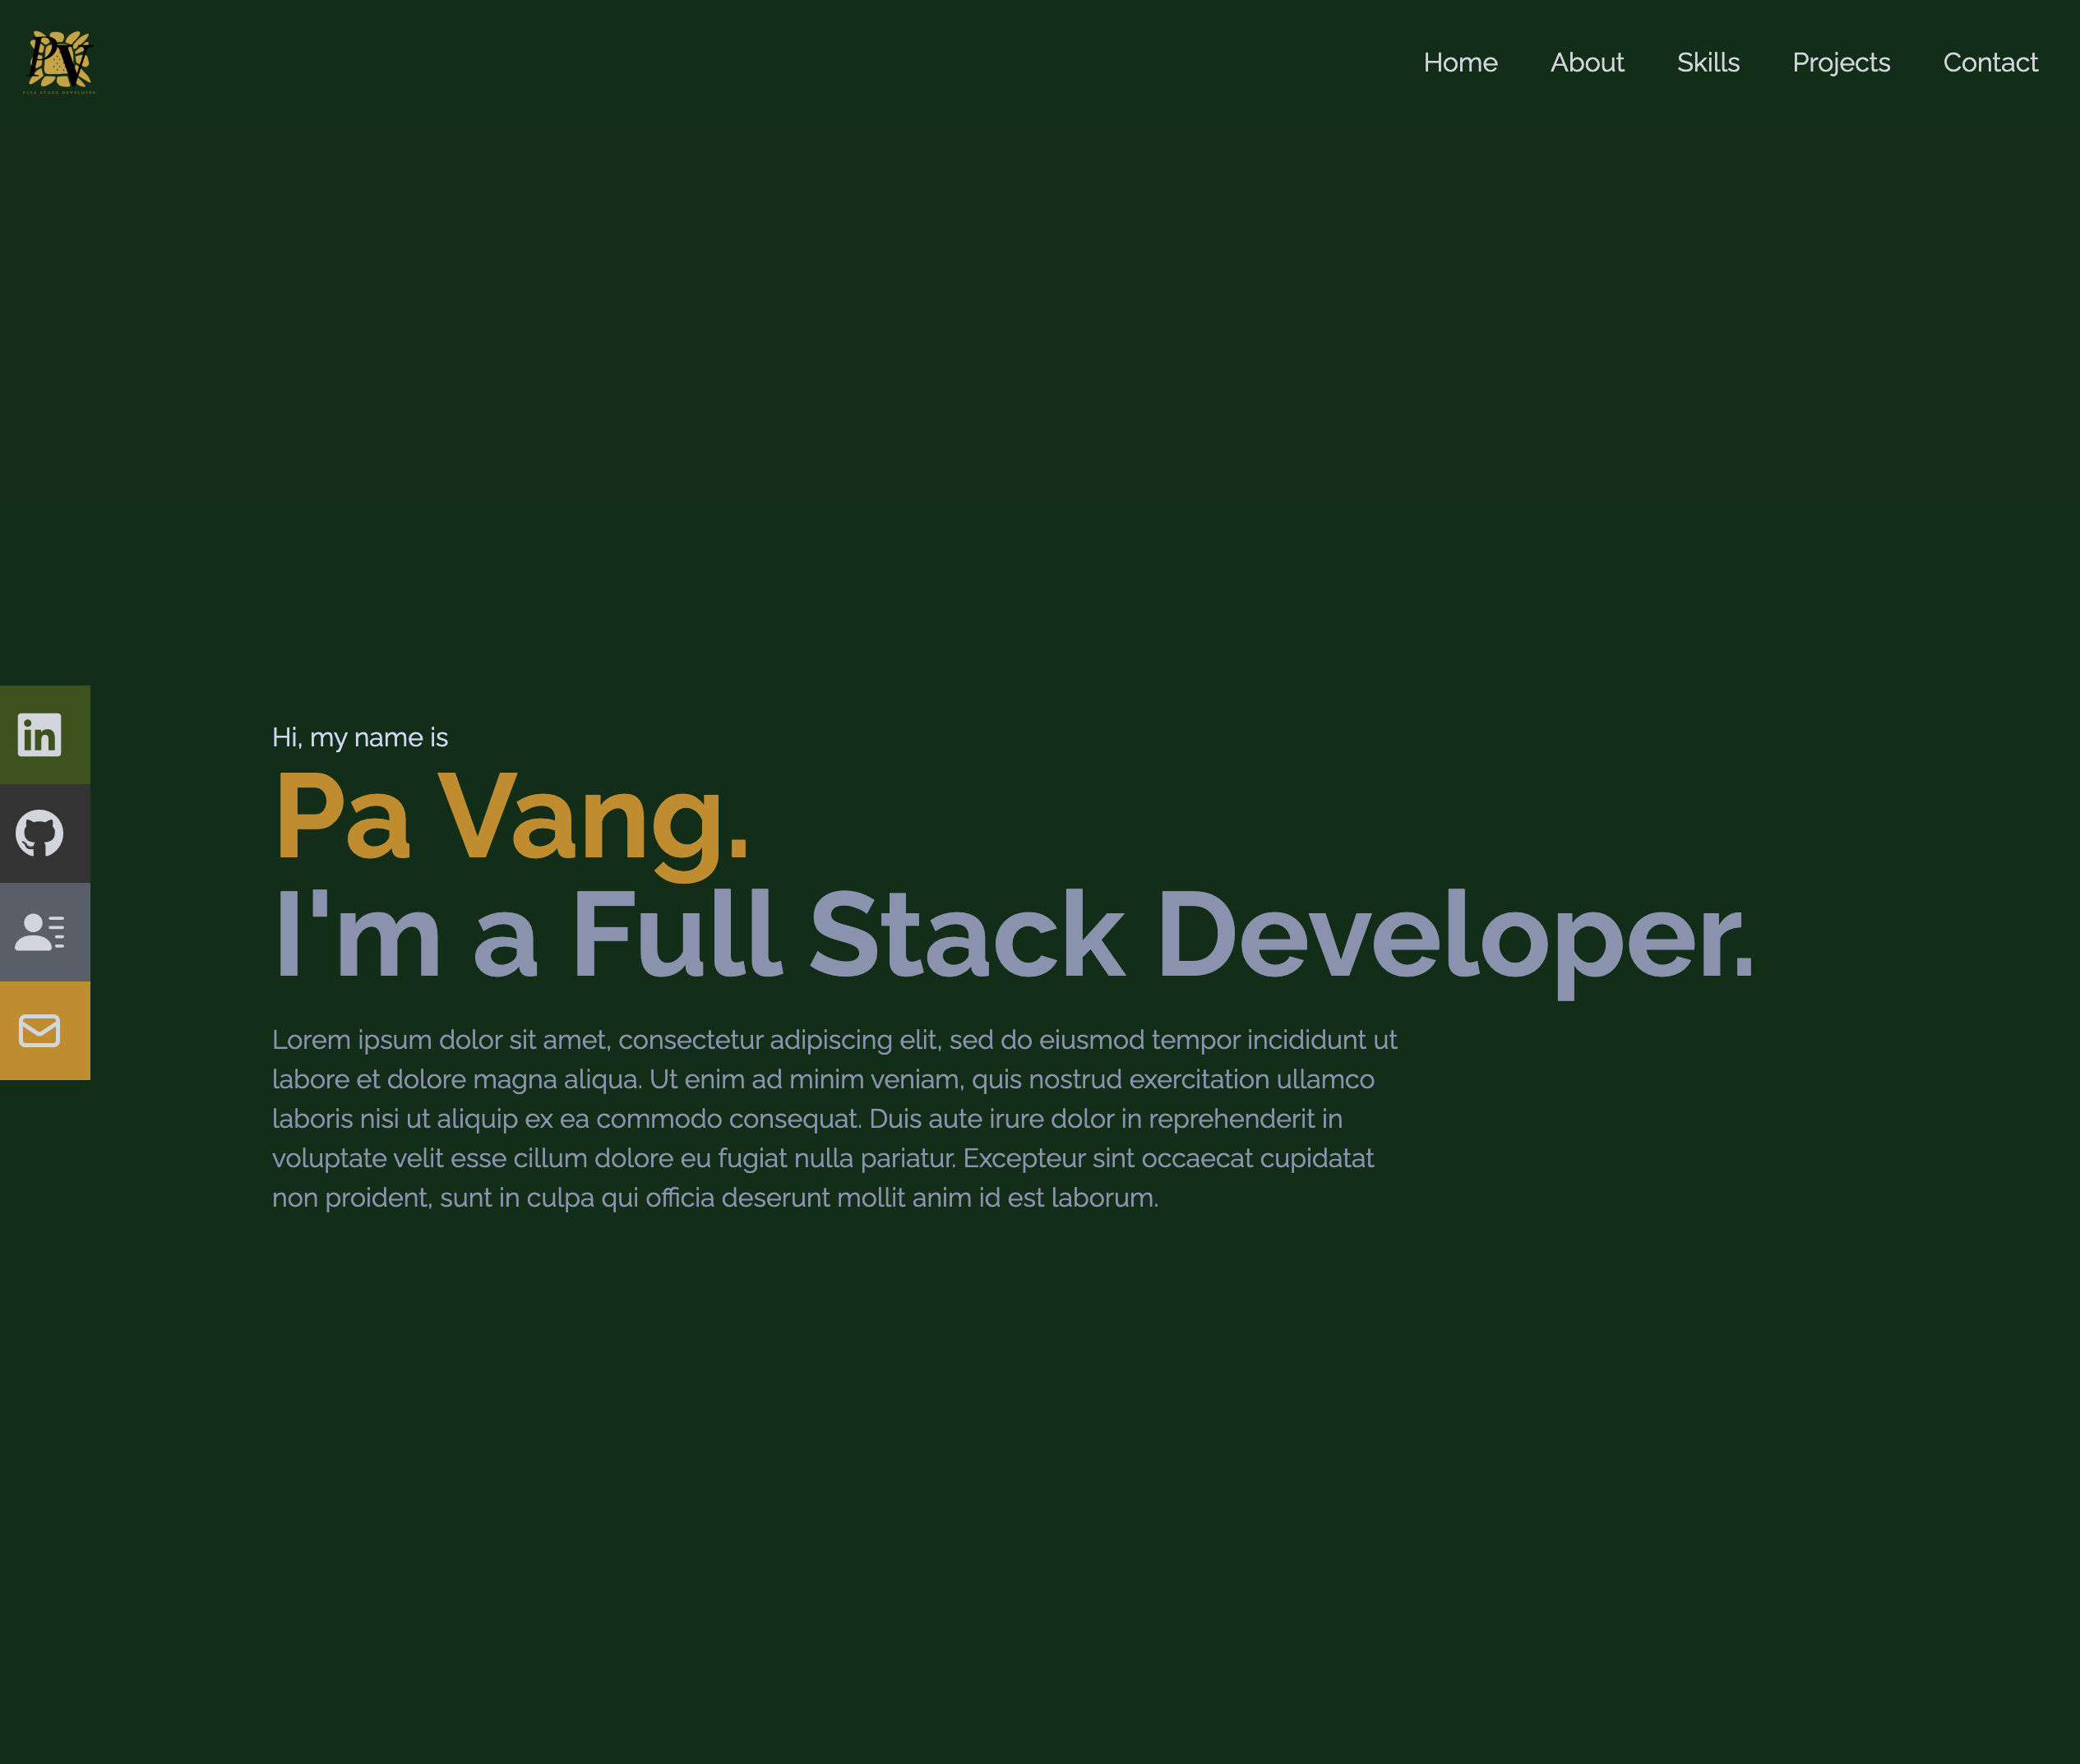 PV
FULL STACK DEVELOPER
Home About Skills Projects Contact
in
Hi, my name is
Pa Vang.
I'm a Full Stack Developer.
Lorem ipsum dolor sit amet, consectetur adipiscing elit, sed do eiusmod tempor incididunt ut
labore et dolore magna aliqua. Ut enim ad minim veniam, quis nostrud exercitation ullamco
laboris nisi ut aliquip ex ea commodo consequat. Duis aute irure dolor in reprehenderit in
voluptate velit esse cillum dolore eu fugiat nulla pariatur. Excepteur sint occaecat cupidatat
non proident, sunt in culpa qui officia deserunt mollit anim id est laborum.